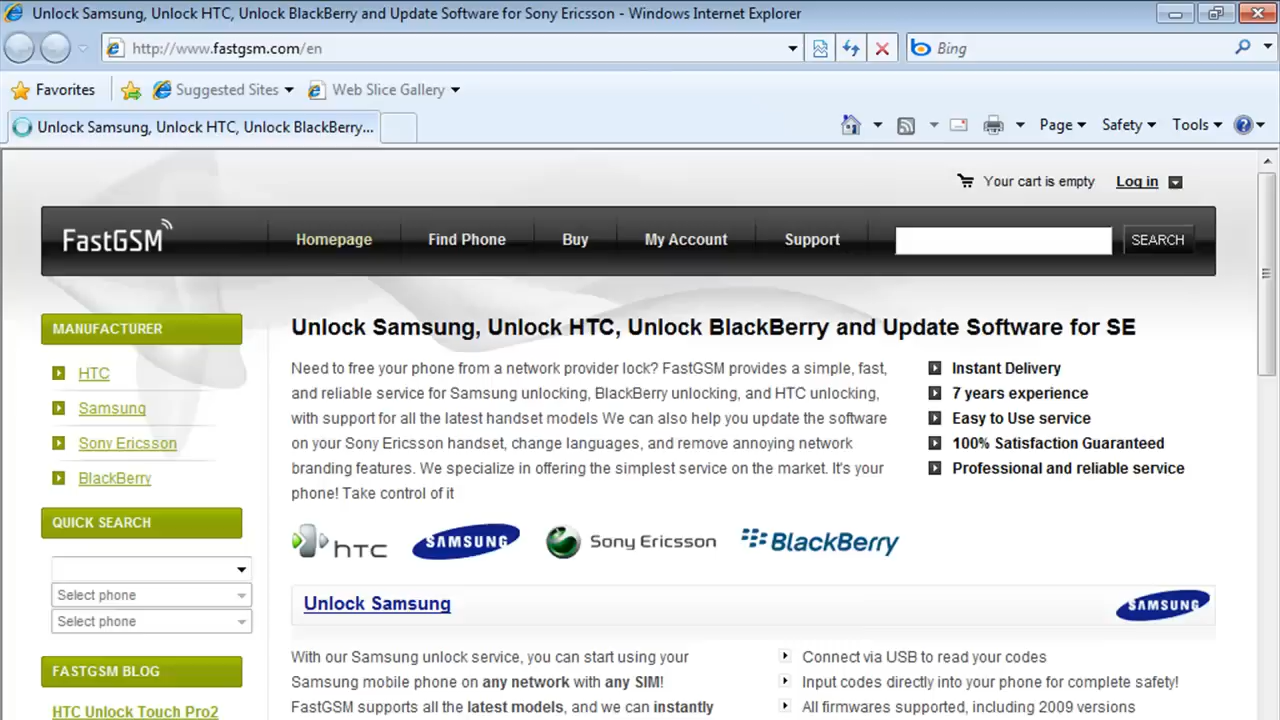 Unlock Samsung, Unlock HTC, Unlock BlackBerry and Update Software for Sony Ericsson - Windows Internet Explorer
http://www.fastgsm.com/en
Bing
Favorites
Suggested Sites
Web Slice Gallery
Unlock Samsung, Unlock HTC, Unlock BlackBerry...
Page
Safety
Tools
Your cart is empty
Log in
FastGSM
Homepage
Find Phone
Buy
My Account
Support
SEARCH
MANUFACTURER
HTC
Samsung
Sony Ericsson
BlackBerry
QUICK SEARCH
Select phone
Select phone
FASTGSM BLOG
HTC Unlock Touch Pro2
Unlock Samsung, Unlock HTC, Unlock BlackBerry and Update Software for SE
Need to free your phone from a network provider lock? FastGSM provides a simple, fast,
and reliable service for Samsung unlocking, BlackBerry unlocking, and HTC unlocking,
with support for all the latest handset models We can also help you update the software
on your Sony Ericsson handset, change languages, and remove annoying network
branding features. We specialize in offering the simplest service on the market. It's your
phone! Take control of it
Instant Delivery
7 years experience
Easy to Use service
100% Satisfaction Guaranteed
Professional and reliable service
hTC
SAMSUNG
Sony Ericsson
BlackBerry
Unlock Samsung
SAMSUNG
With our Samsung unlock service, you can start using your
Samsung mobile phone on any network with any SIM!
FastGSM supports all the latest models, and we can instantly
Connect via USB to read your codes
Input codes directly into your phone for complete safety!
All firmwares supported, including 2009 versions